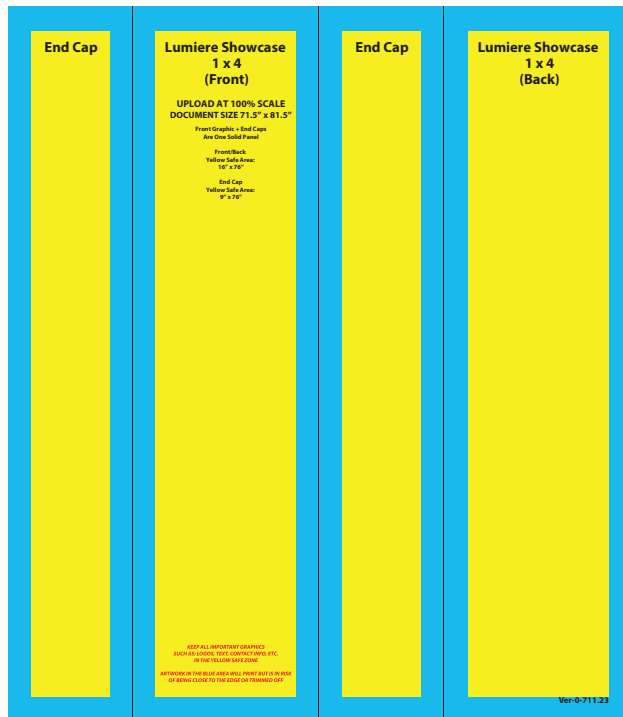 End Cap
Lumiere Showcase
1 x 4
(Front)
UPLOAD AT 100% SCALE
DOCUMENT SIZE 71.5” x 81.5”
Front Graphic + End Caps
Are One Solid Panel
Front/Back
Yellow Safe Area:
16” x 76”
End Cap
Yellow Safe Area:
9” x 76”
KEEP ALL IMPORTANT GRAPHICS
SUCH AS: LOGOS, TEXT, CONTACT INFO, ETC.
IN THE YELLOW SAFE ZONE
ARTWORK IN THE BLUE AREA WILL PRINT BUT IS IN RISK
OF BEING CLOSE TO THE EDGE OR TRIMMED OFF
End Cap
Lumiere Showcase
1 x 4
(Back)
Ver-0-711.23